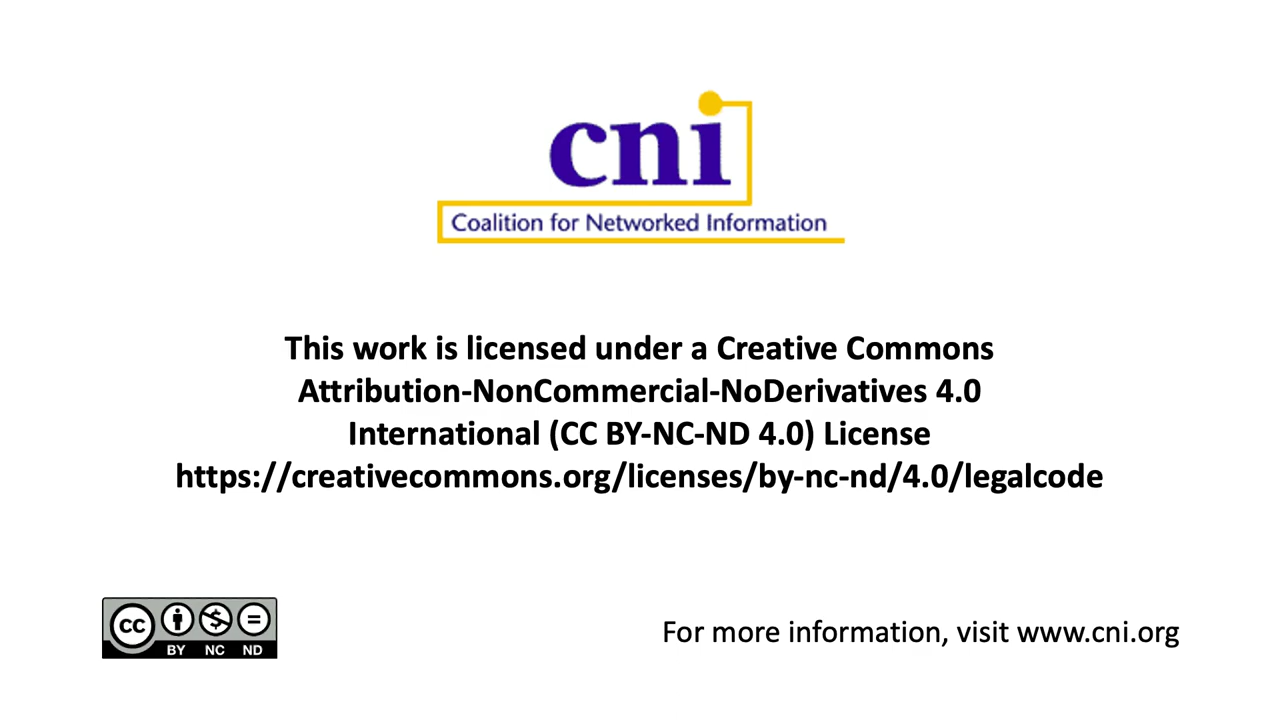 cni
Coalition for Networked Information
This work is licensed under a Creative Commons
Attribution-NonCommercial-NoDerivatives 4.0
International (CC BY-NC-ND 4.0) License
https://creativecommons.org/licenses/by-nc-nd/4.0/legalcode
cc
BY NC ND
For more information, visit www.cni.org